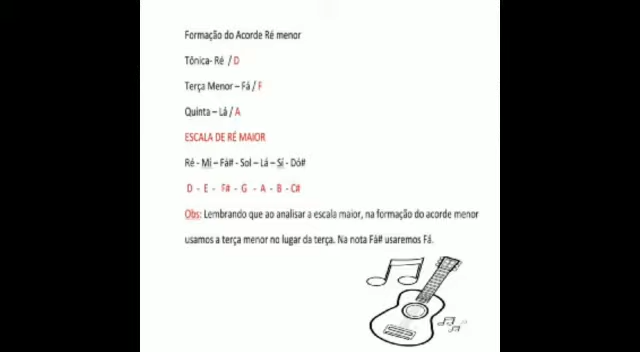 Formação do Acorde Ré menor
Tônica- Ré / D
Terça Menor – Fá / F
Quinta – Lá / A
ESCALA DE RÉ MAIOR
Ré - Mi – Fá# - Sol – Lá – Si - Dó#
D - E - F# - G - A - B - C#
Obs: Lembrando que ao analisar a escala maior, na formação do acorde menor
usamos a terça menor no lugar da terça. Na nota Fá# usaremos Fá.